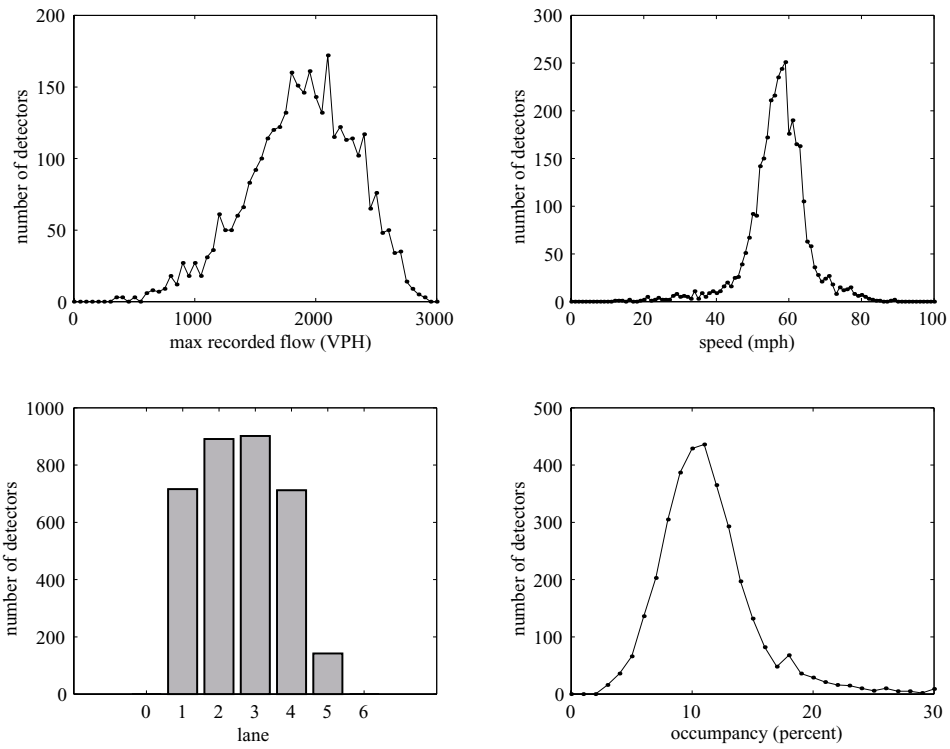 200
150
100
50
0
number of detectors
0 1000 2000 3000
max recorded flow (VPH)
300
250
200
150
100
50
0
number of detectors
0 20 40 60 80 100
speed (mph)
1000
800
600
400
200
0
number of detectors
0 1 2 3 4 5 6
lane
500
400
300
200
100
0
number of detectors
0 10 20 30
occumpancy (percent)